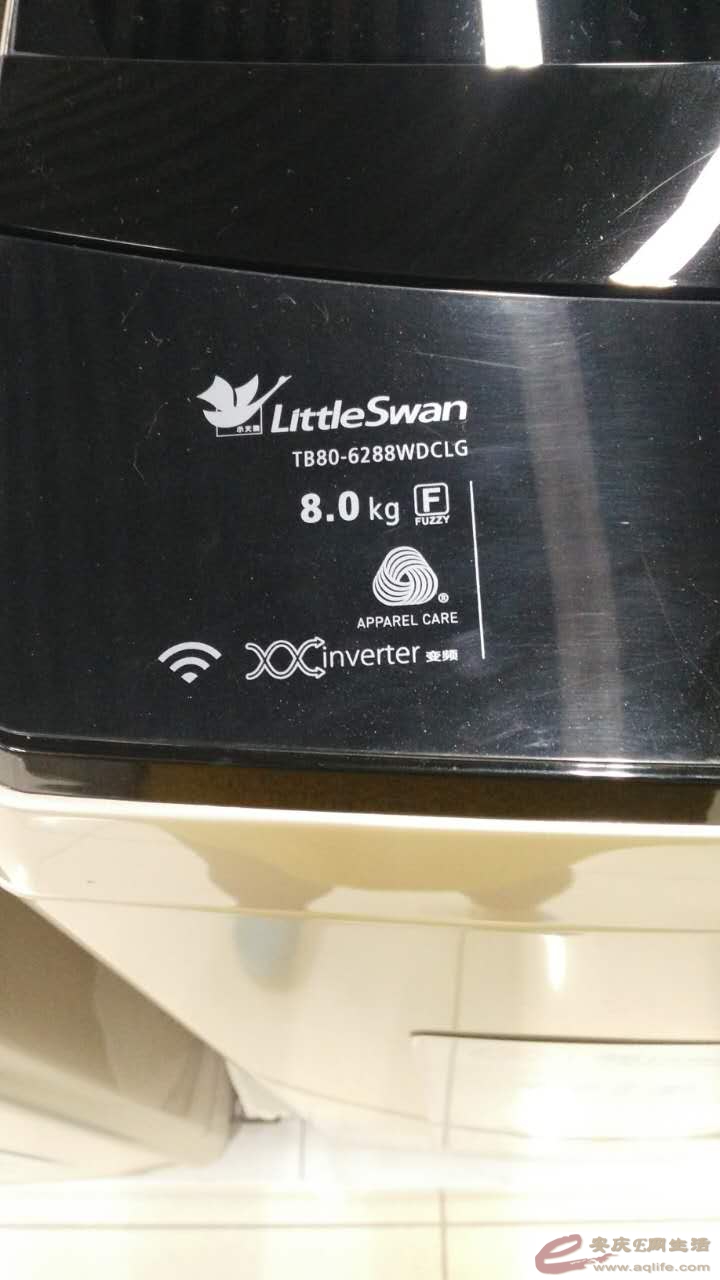 小天鹅
LittleSwan
TB80-6288WDCLG
8.0 kg F
FUZZY
®
APPAREL CARE
inverter 变频
安庆E网生活
www.aqlife.com